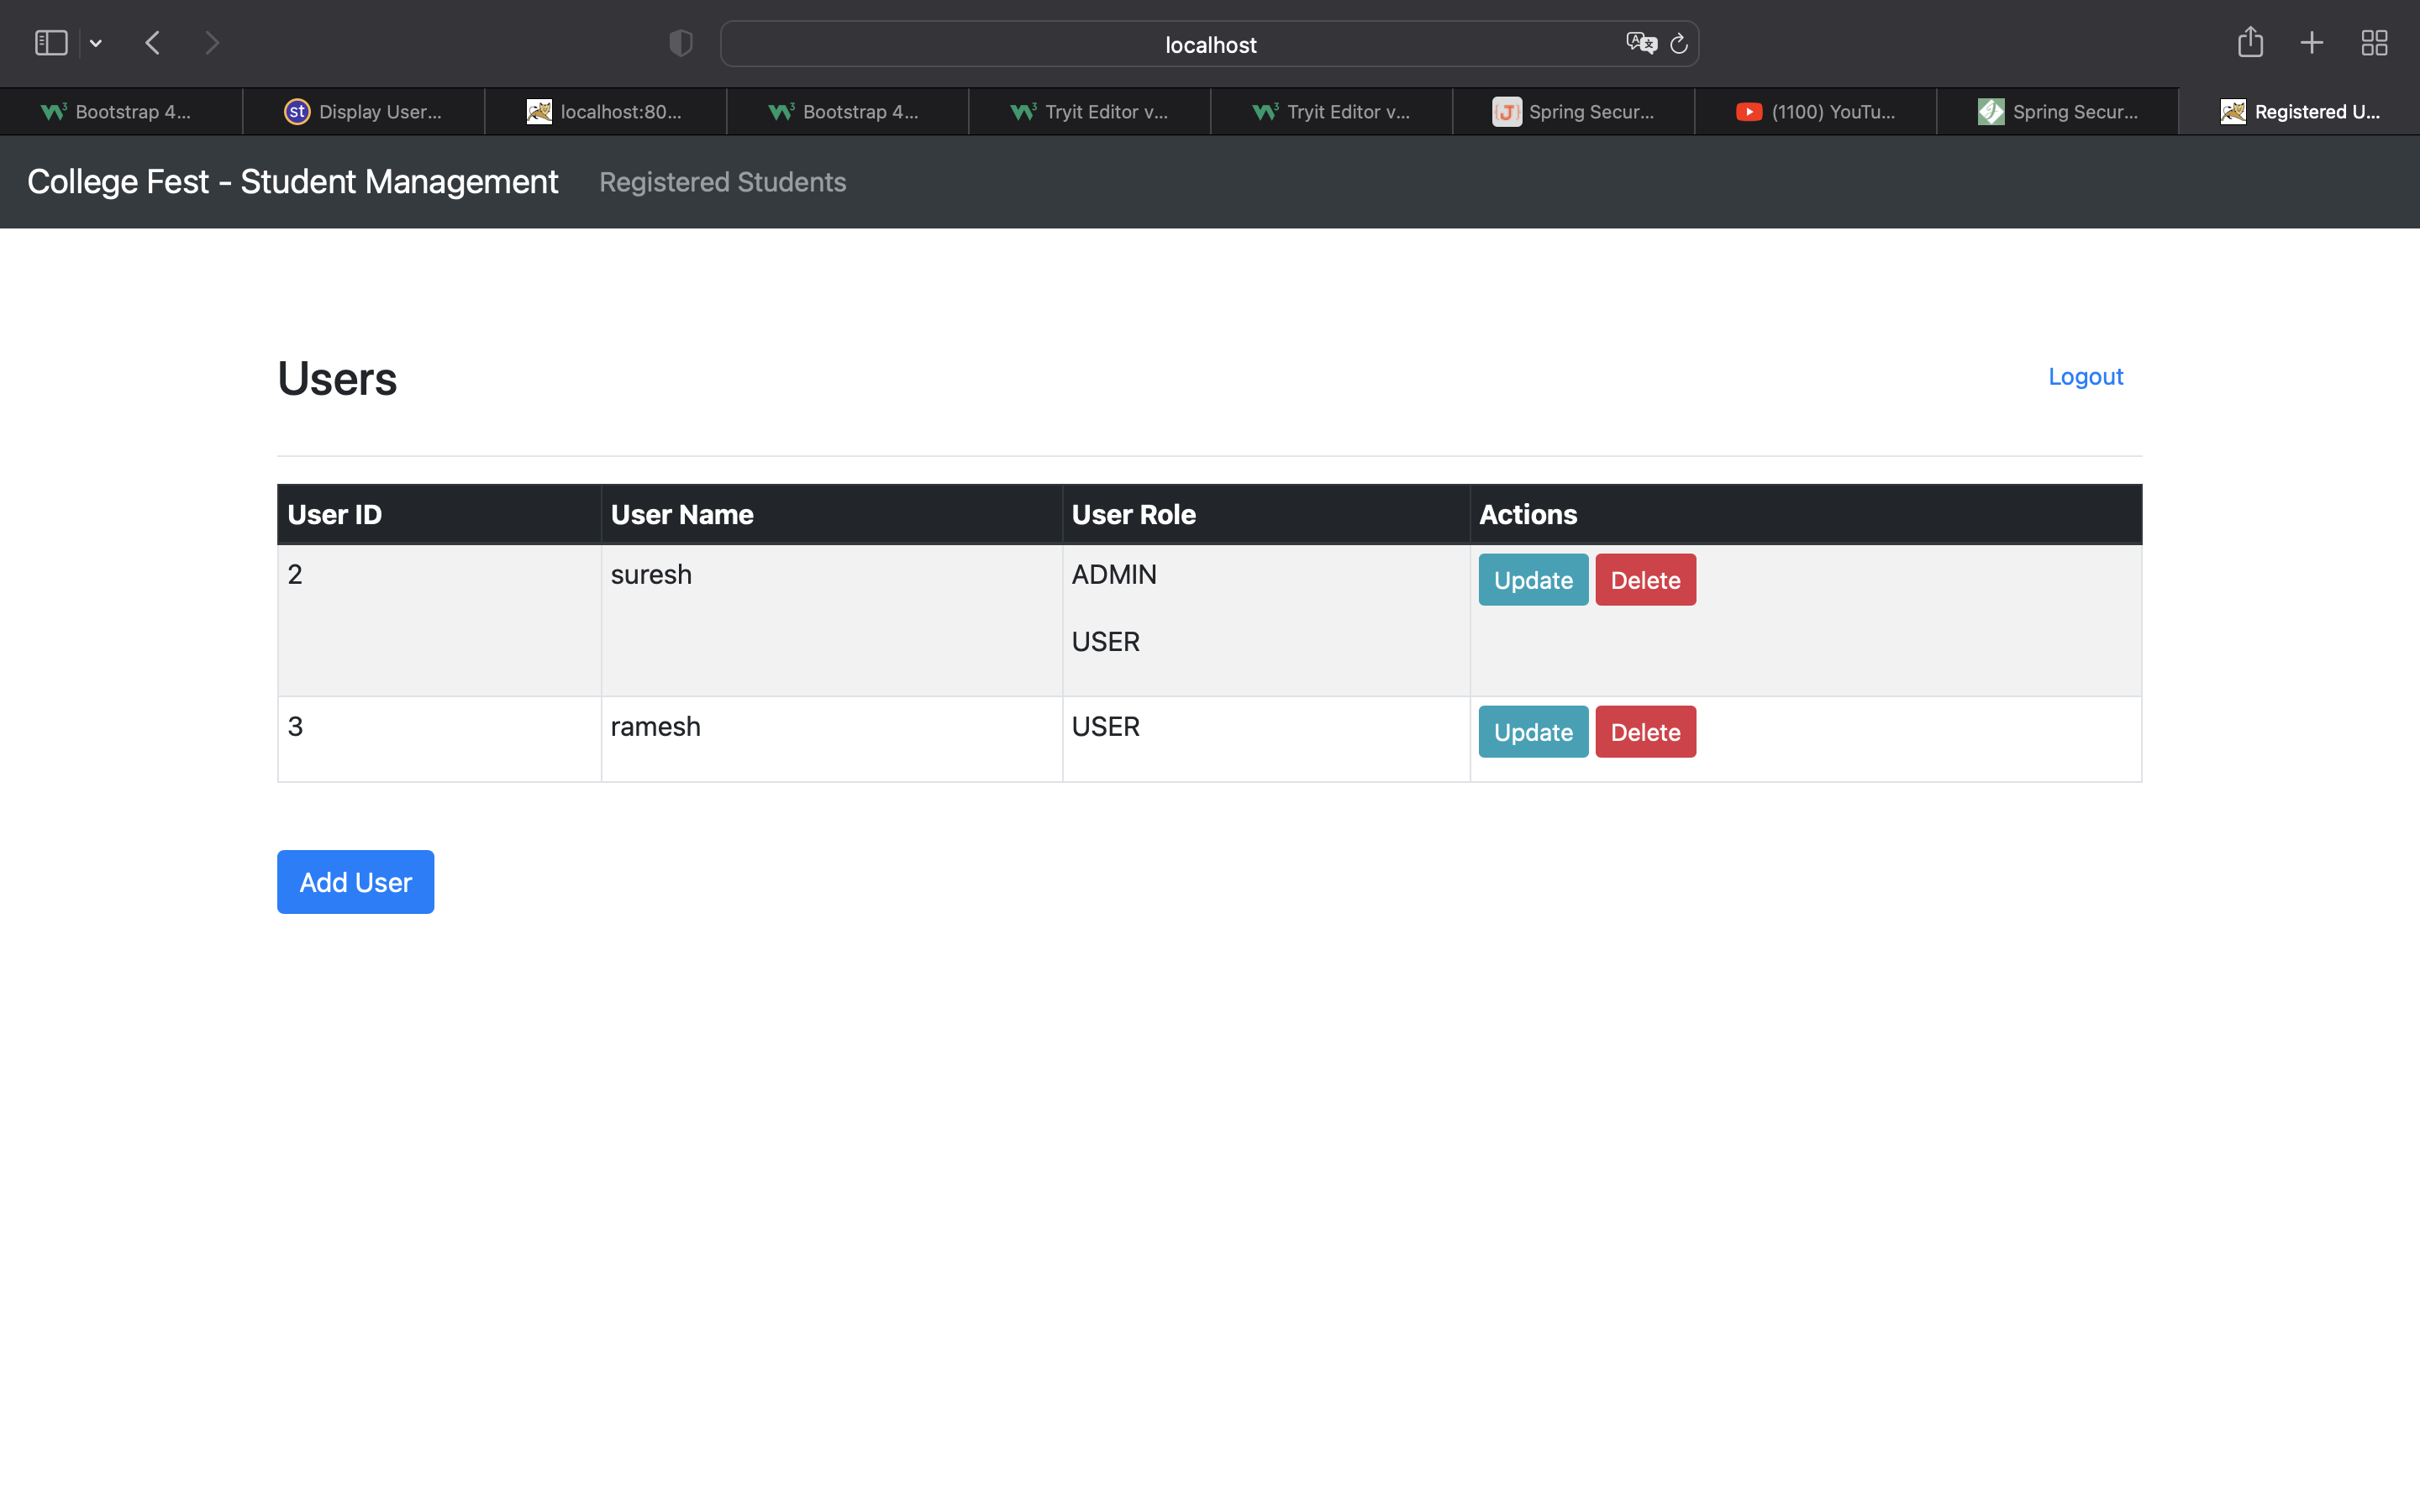 localhost
Bootstrap 4...
Display User...
localhost:80...
Bootstrap 4...
Tryit Editor v...
Tryit Editor v...
Spring Secur...
(1100) YouTu...
Spring Secur...
Registered U...
College Fest - Student Management Registered Students
Users Logout
User ID User Name User Role Actions
2 suresh ADMIN Update Delete
USER
3 ramesh USER Update Delete
Add User